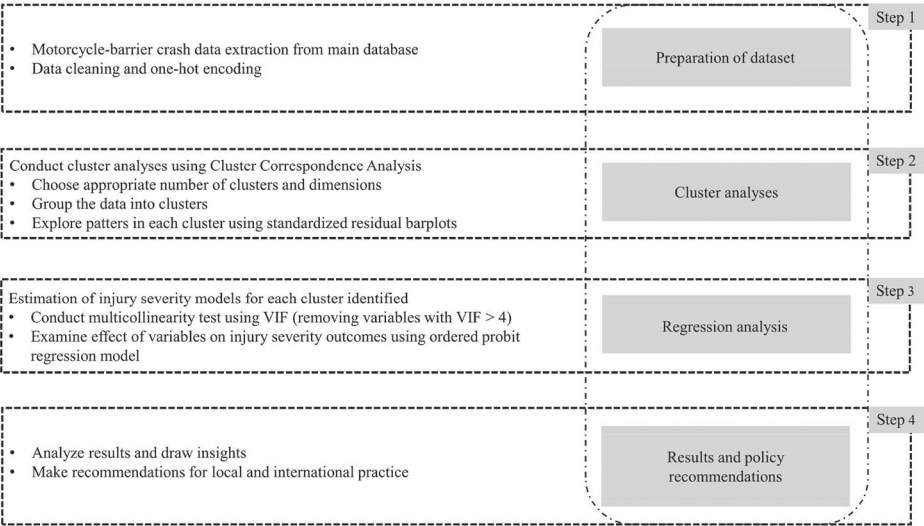 Step 1
• Motorcycle-barrier crash data extraction from main database
• Data cleaning and one-hot encoding
Preparation of dataset
Step 2
Conduct cluster analyses using Cluster Correspondence Analysis
• Choose appropriate number of clusters and dimensions
• Group the data into clusters
• Explore patters in each cluster using standardized residual barplots
Cluster analyses
Step 3
Estimation of injury severity models for each cluster identified
• Conduct multicollinearity test using VIF (removing variables with VIF > 4)
• Examine effect of variables on injury severity outcomes using ordered probit
regression model
Regression analysis
Step 4
• Analyze results and draw insights
• Make recommendations for local and international practice
Results and policy
recommendations